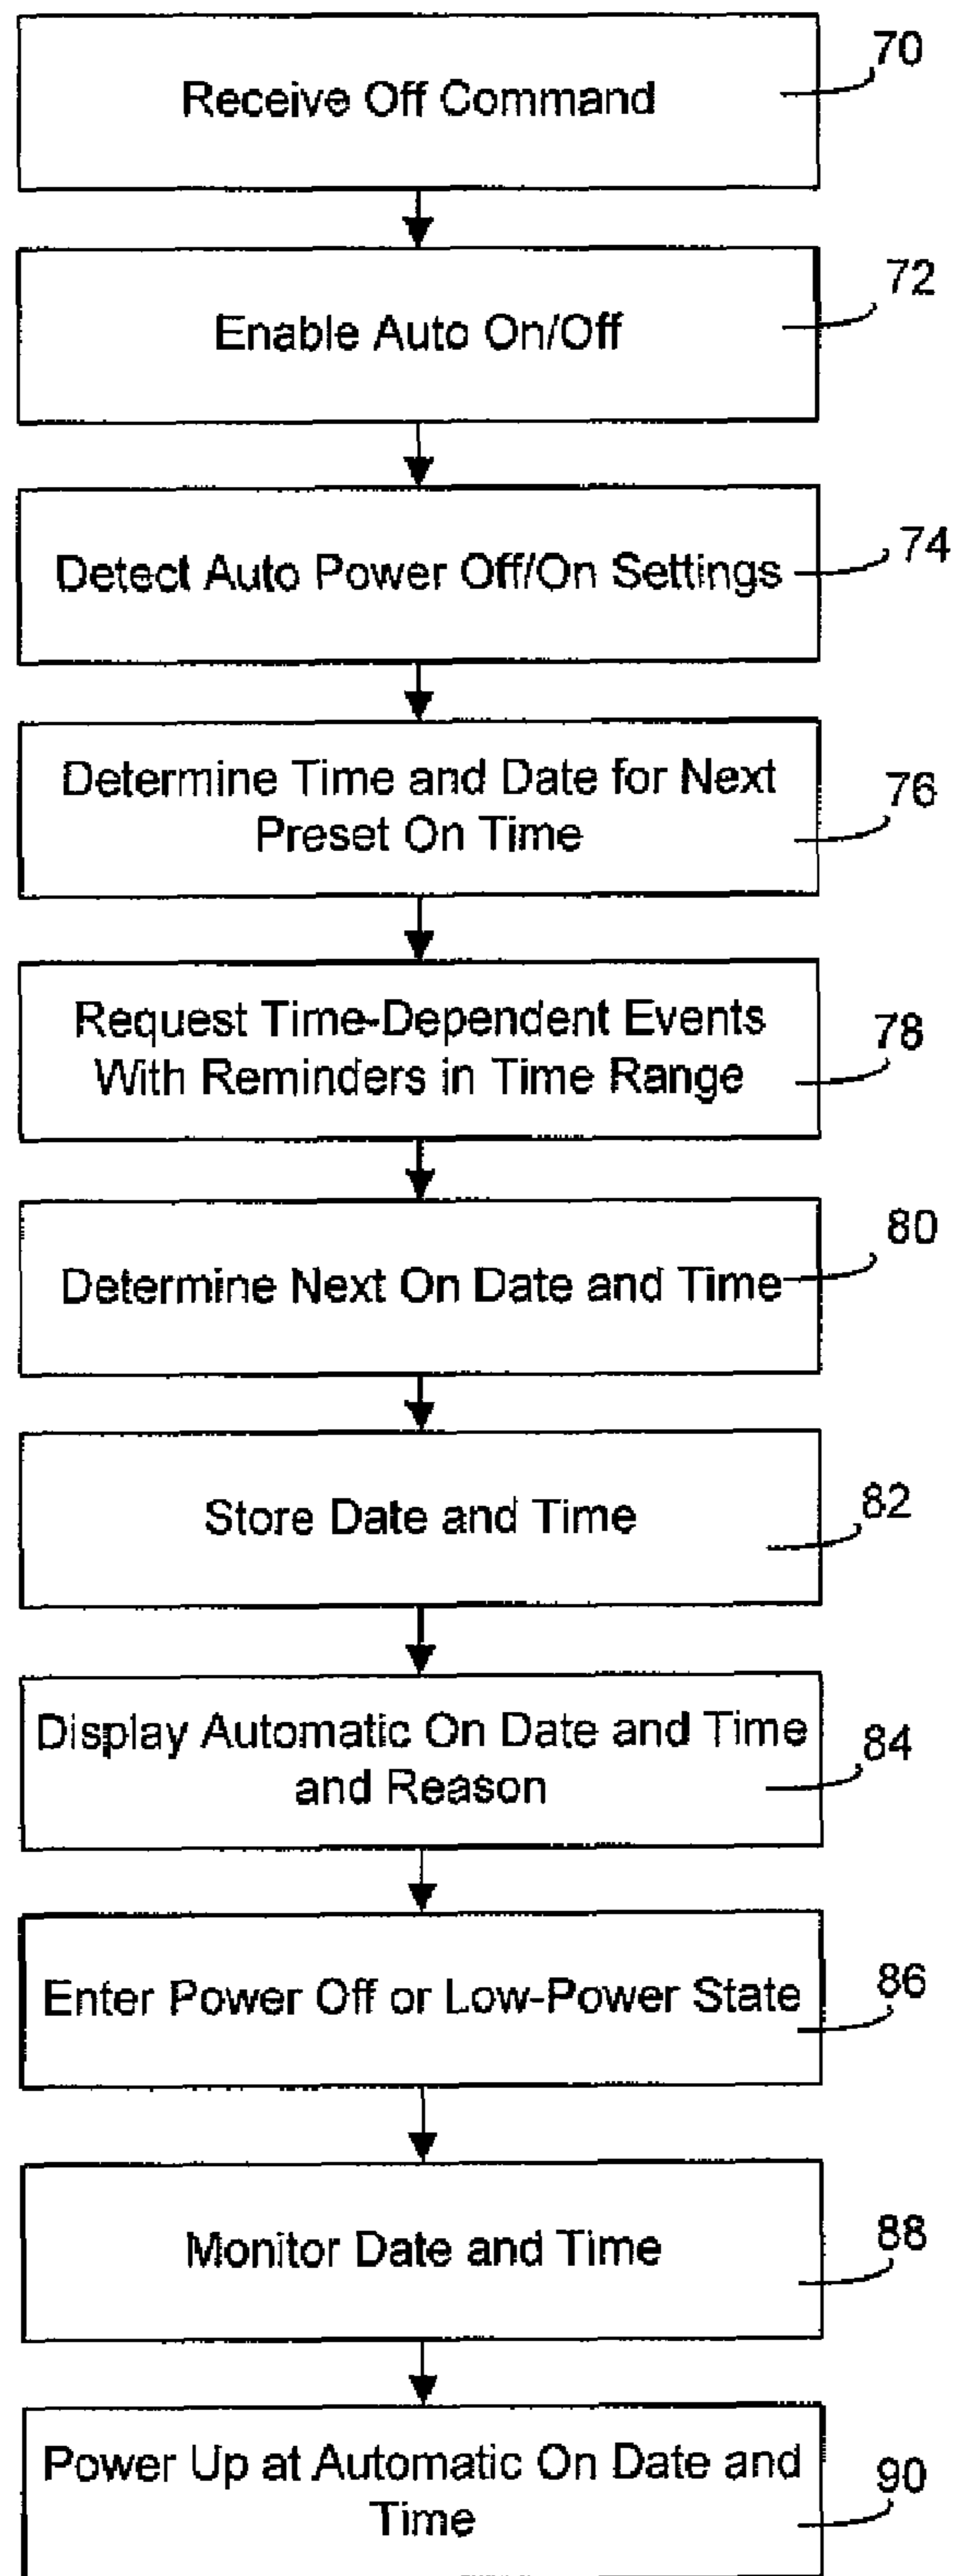 Receive Off Command
70
Enable Auto On/Off
72
Detect Auto Power Off/On Settings
74
Determine Time and Date for Next
Preset On Time
76
Request Time-Dependent Events
With Reminders in Time Range
78
Determine Next On Date and Time
80
Store Date and Time
82
Display Automatic On Date and Time
and Reason
84
Enter Power Off or Low-Power State
86
Monitor Date and Time
88
Power Up at Automatic On Date and
Time
90